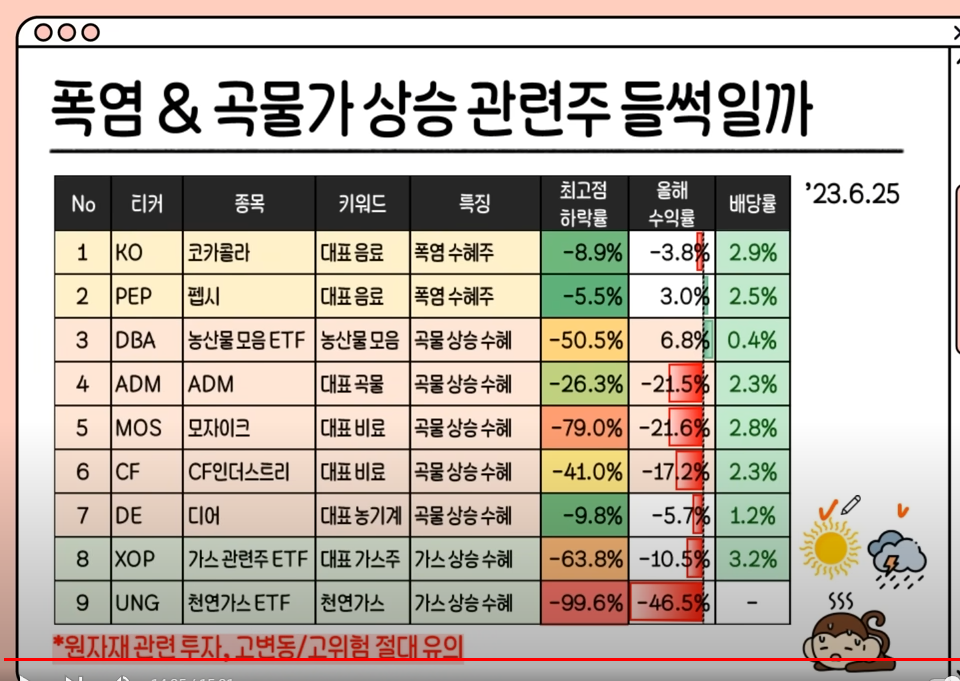 폭염 & 곡물가 상승 관련주 들썩일까
'23.6.25
No 티커 종목 키워드 특징 최고점 하락률 올해 수익률 배당률
1 KO 코카콜라 대표 음료 폭염 수혜주 -8.9% -3.8% 2.9%
2 PEP 펩시 대표 음료 폭염 수혜주 -5.5% 3.0% 2.5%
3 DBA 농산물 모음 ETF 농산물 모음 곡물 상승 수혜 -50.5% 6.8% 0.4%
4 ADM ADM 대표 곡물 곡물 상승 수혜 -26.3% -21.5% 2.3%
5 MOS 모자이크 대표 비료 곡물 상승 수혜 -79.0% -21.6% 2.8%
6 CF CF인더스트리 대표 비료 곡물 상승 수혜 -41.0% -17.2% 2.3%
7 DE 디어 대표 농기계 곡물 상승 수혜 -9.8% -5.7% 1.2%
8 XOP 가스 관련주 ETF 대표 가스주 가스 상승 수혜 -63.8% -10.5% 3.2%
9 UNG 천연가스 ETF 천연가스 가스 상승 수혜 -99.6% -46.5% -
*원자재 관련 투자, 고변동/고위험 절대 유의